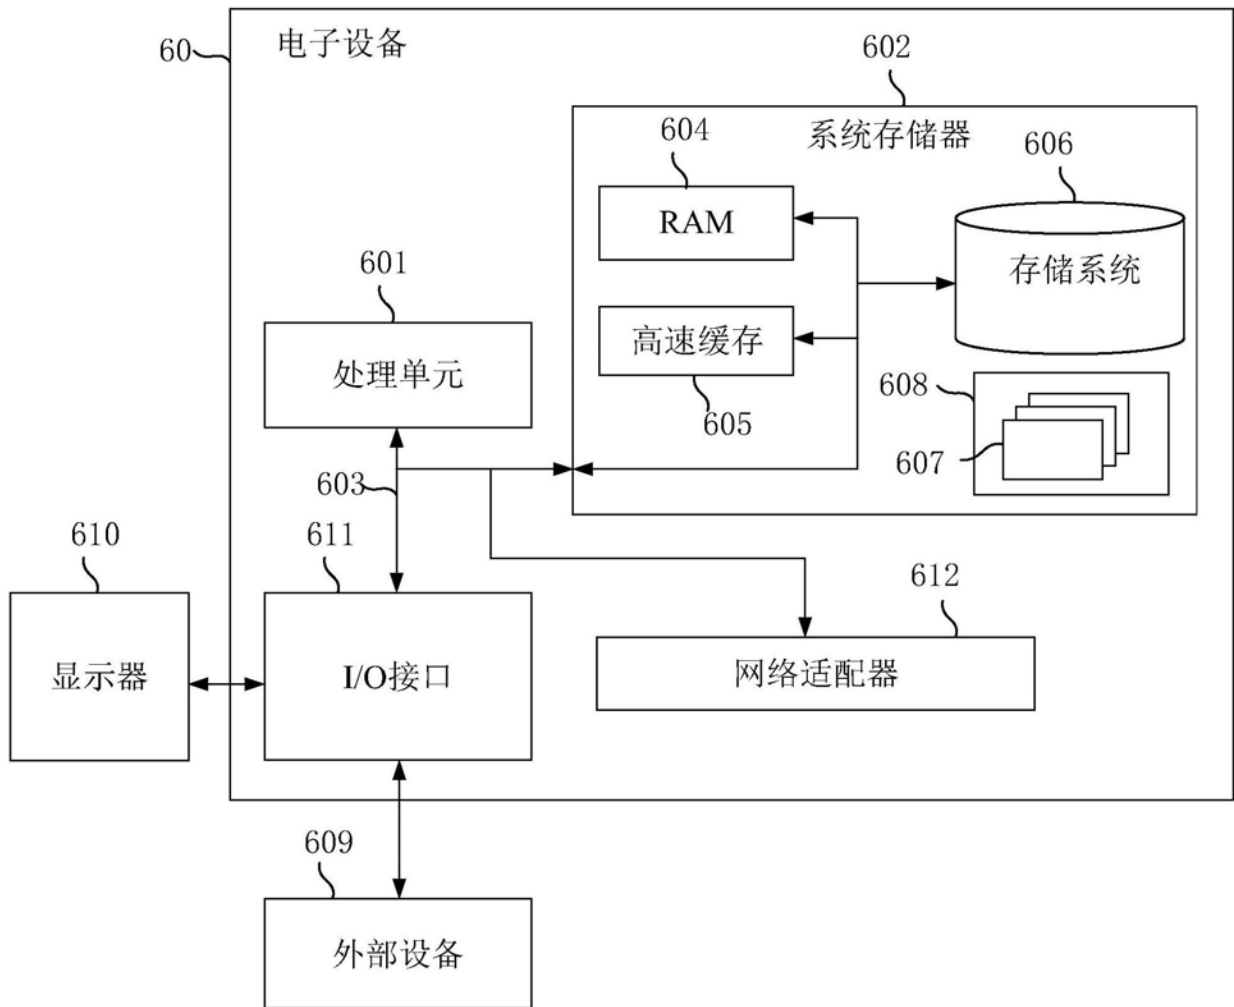 60
电子设备
602
系统存储器
604
RAM
606
存储系统
601
处理单元
高速缓存
605
608
607
603
610
显示器
611
I/O接口
612
网络适配器
609
外部设备